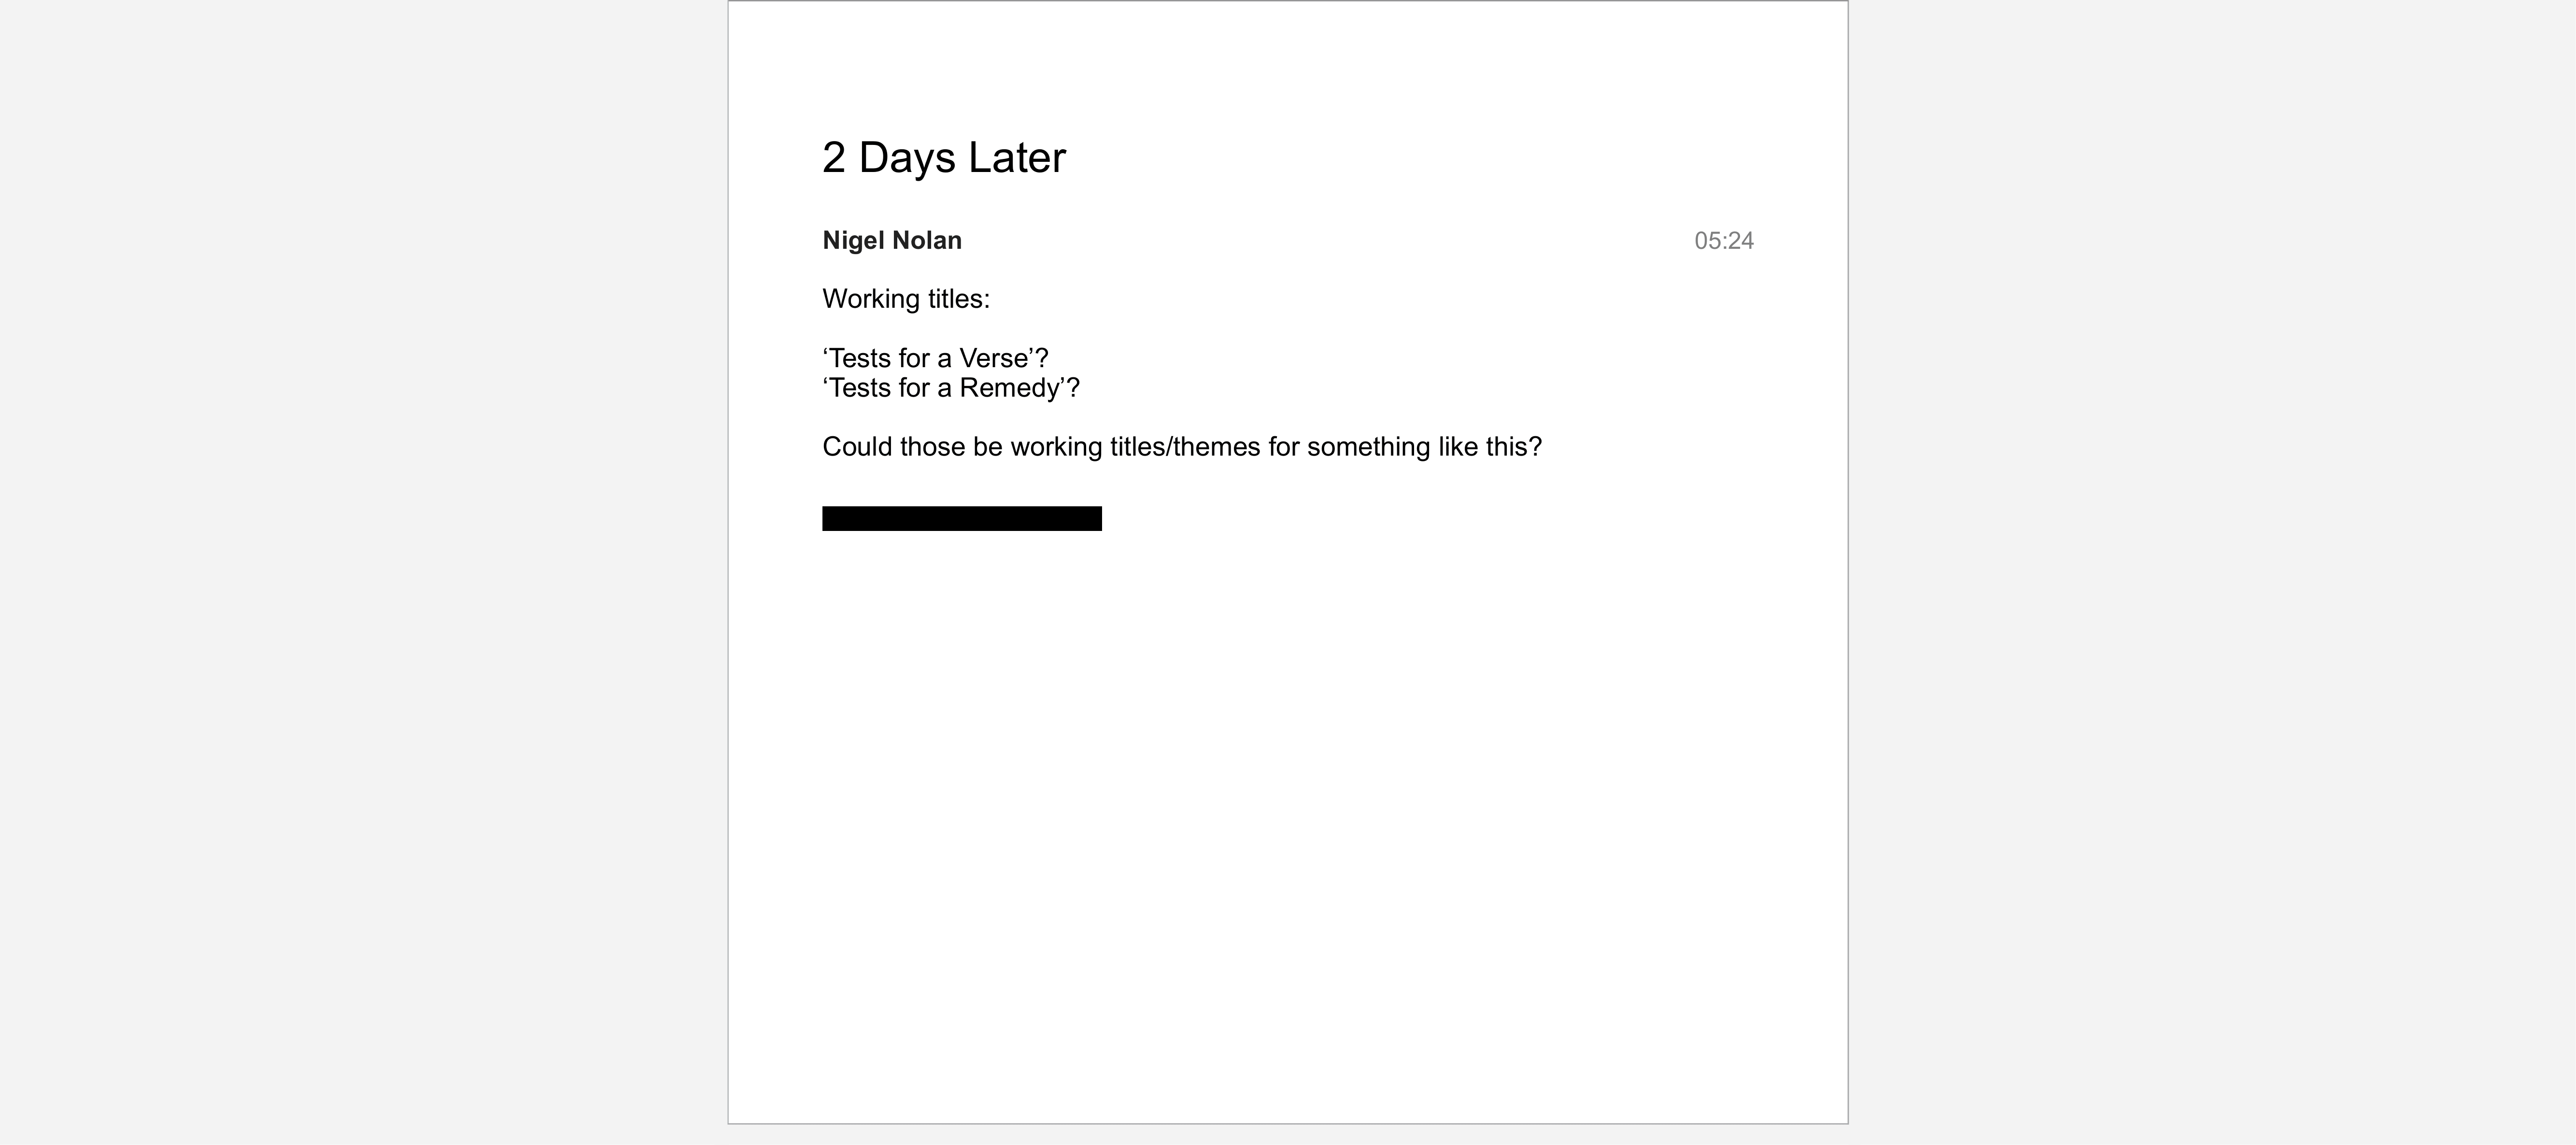 2 Days Later
Nigel Nolan 05:24
Working titles:
‘Tests for a Verse’?
‘Tests for a Remedy’?
Could those be working titles/themes for something like this?